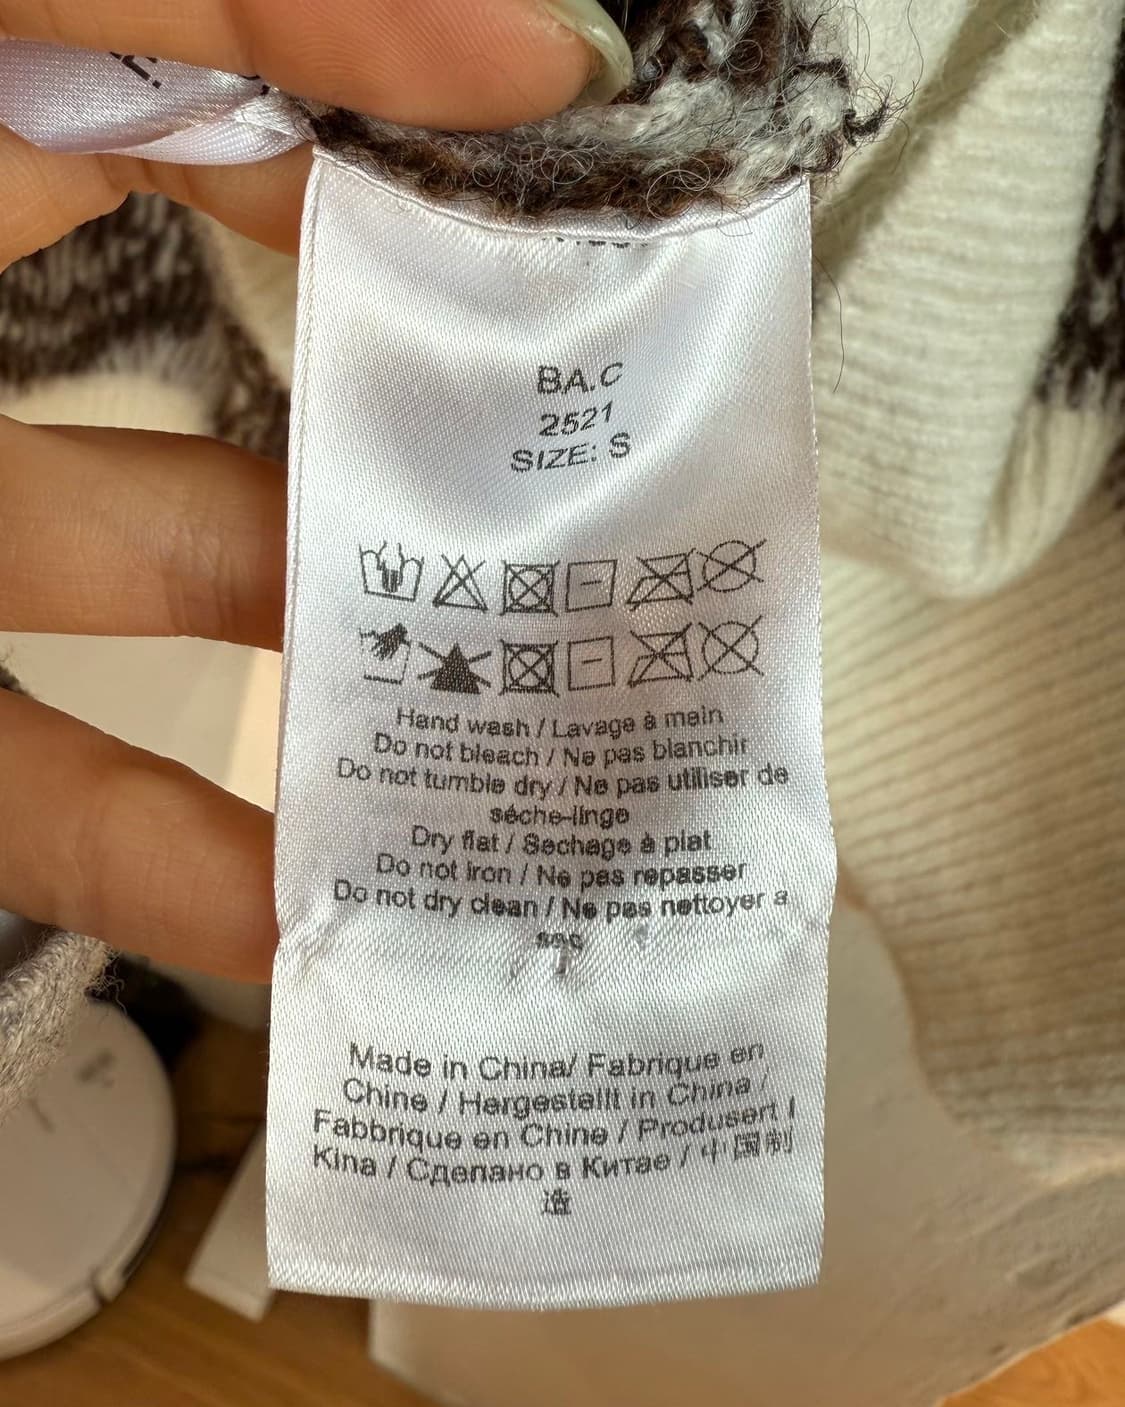 BA.C
2521
SIZE: S
Hand wash / Lavage à main
Do not bleach / Ne pas blanchir
Do not tumble dry / Ne pas utiliser de
séche-linge
Dry flat / Sechage à plat
Do not iron / Ne pas repasser
Do not dry clean / Ne pas nettoyer a
sec
Made in China/ Fabrique en
Chine / Hergestellt in China /
Fabbrique en Chine / Produsert I
Kina / Сделано в Китае / 中国制
造